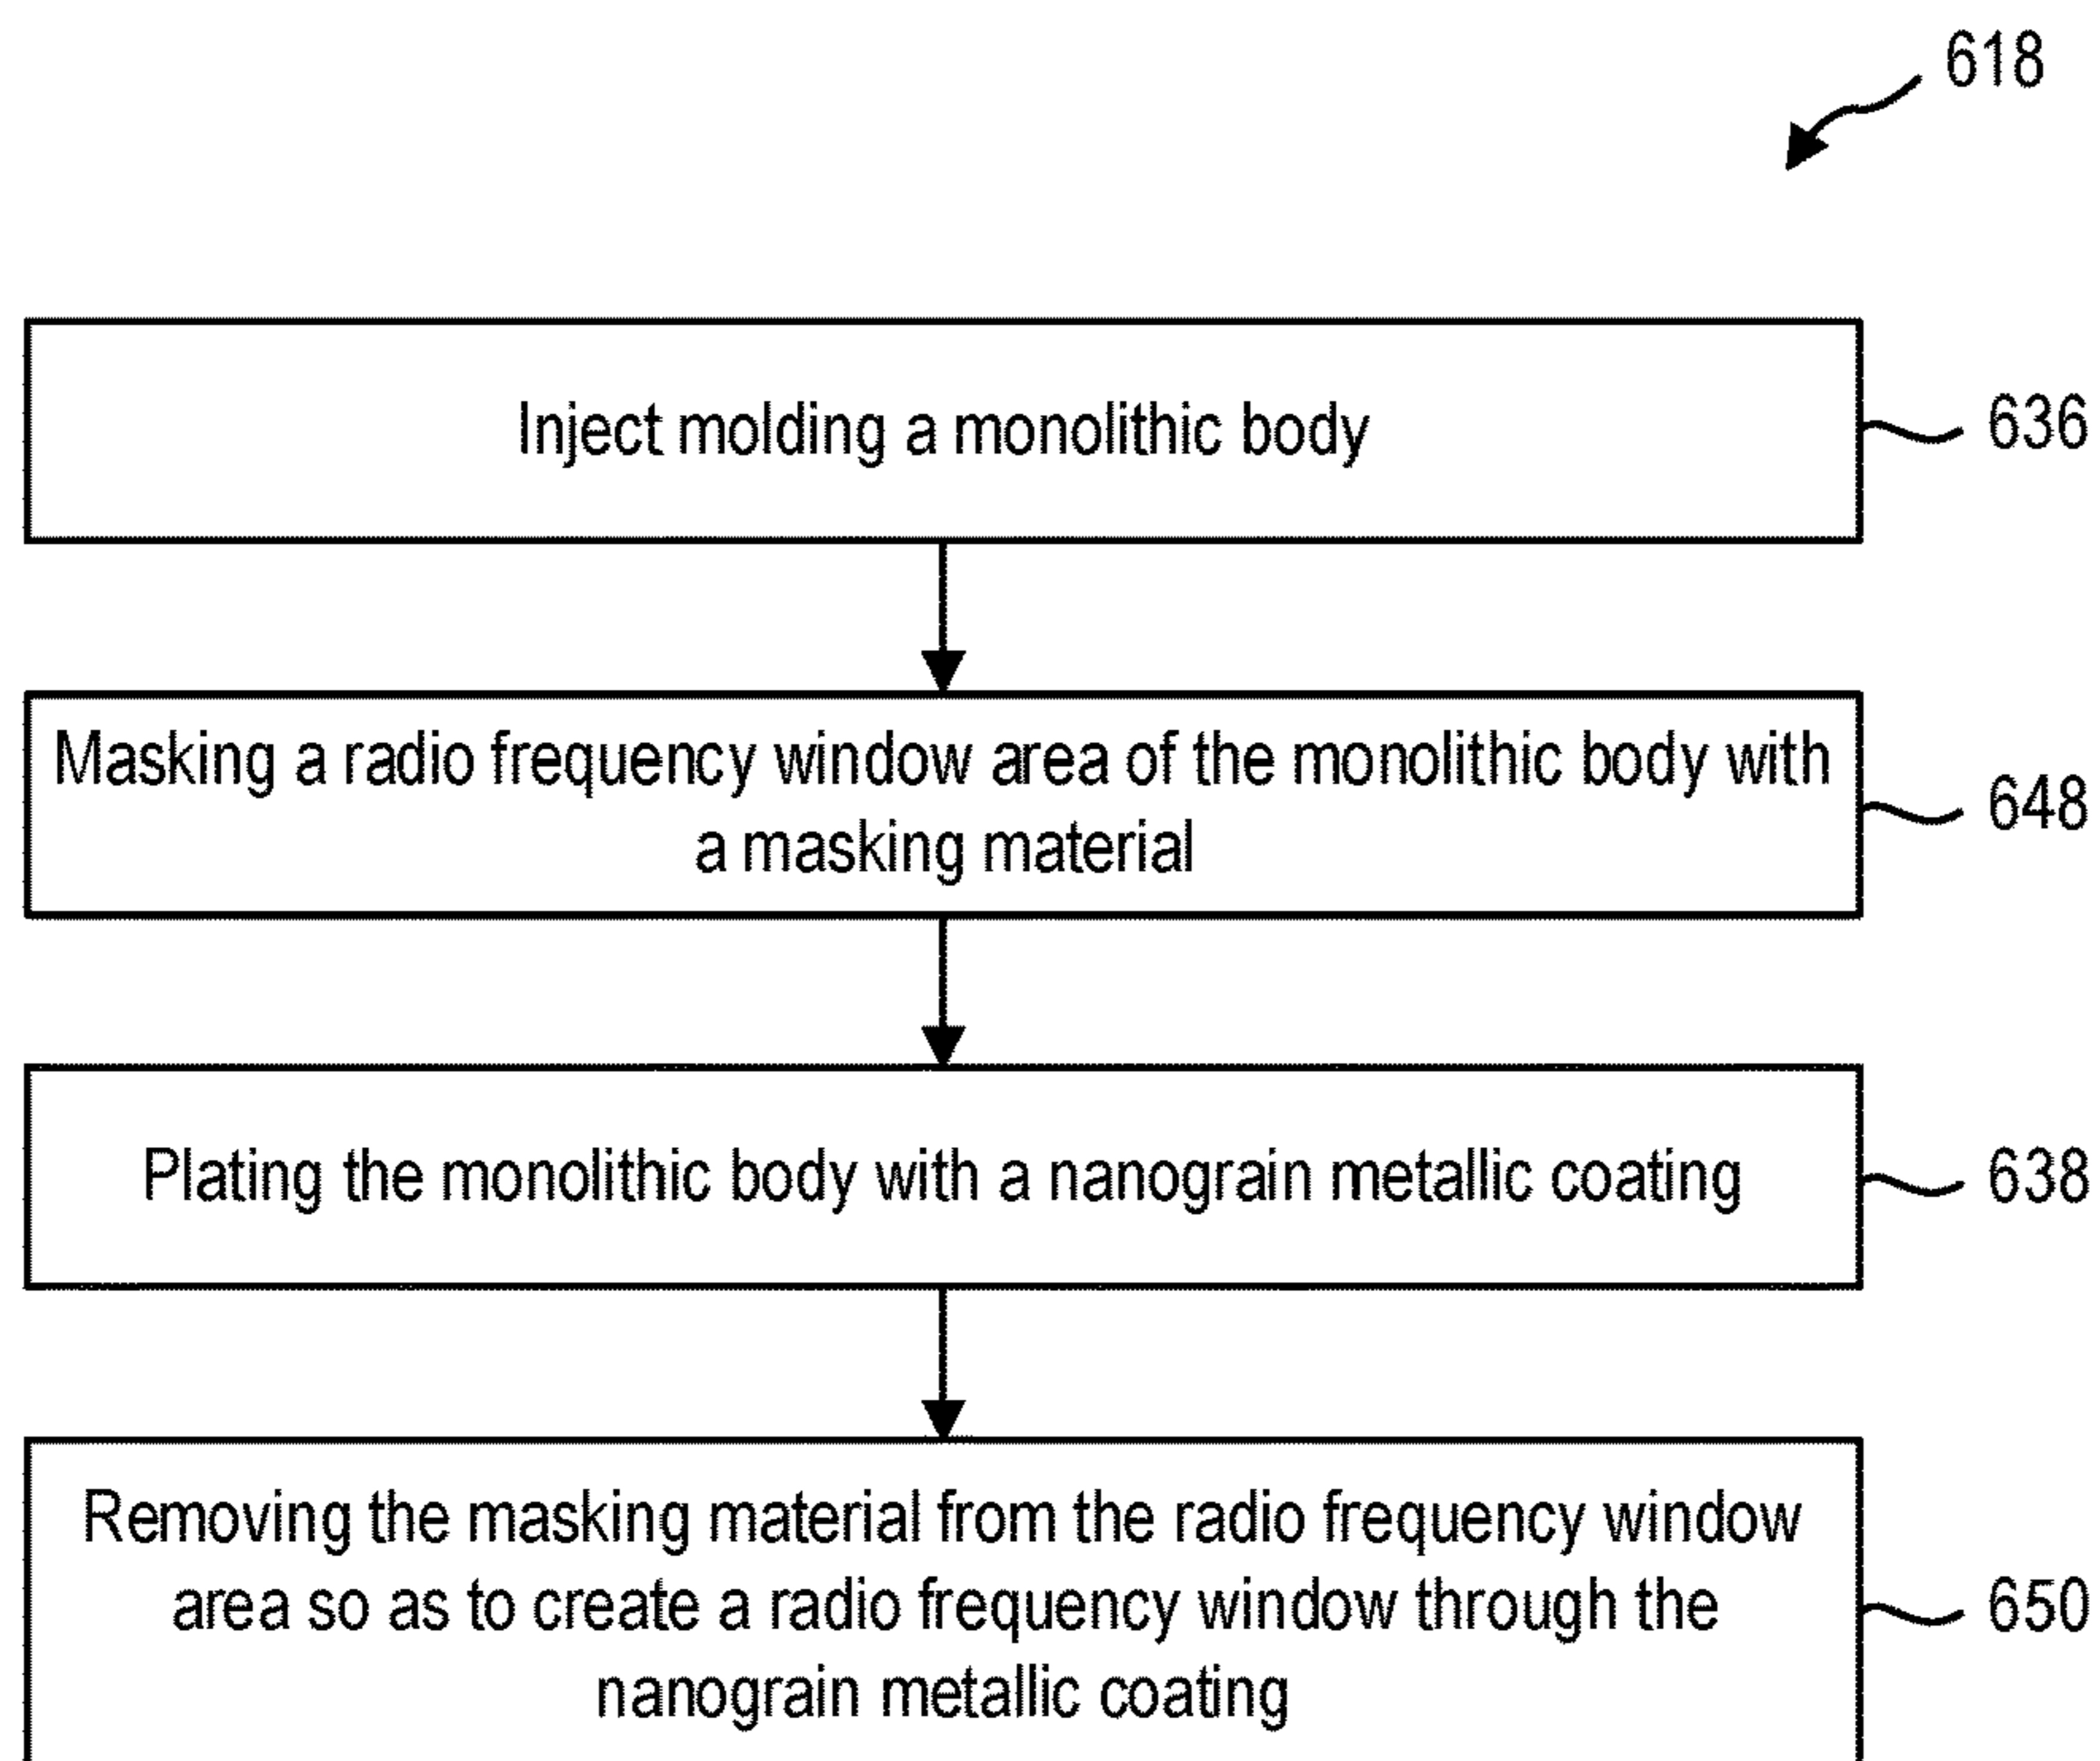 618
Inject molding a monolithic body
636
Masking a radio frequency window area of the monolithic body with
a masking material
648
Plating the monolithic body with a nanograin metallic coating
638
Removing the masking material from the radio frequency window
area so as to create a radio frequency window through the
nanograin metallic coating
650